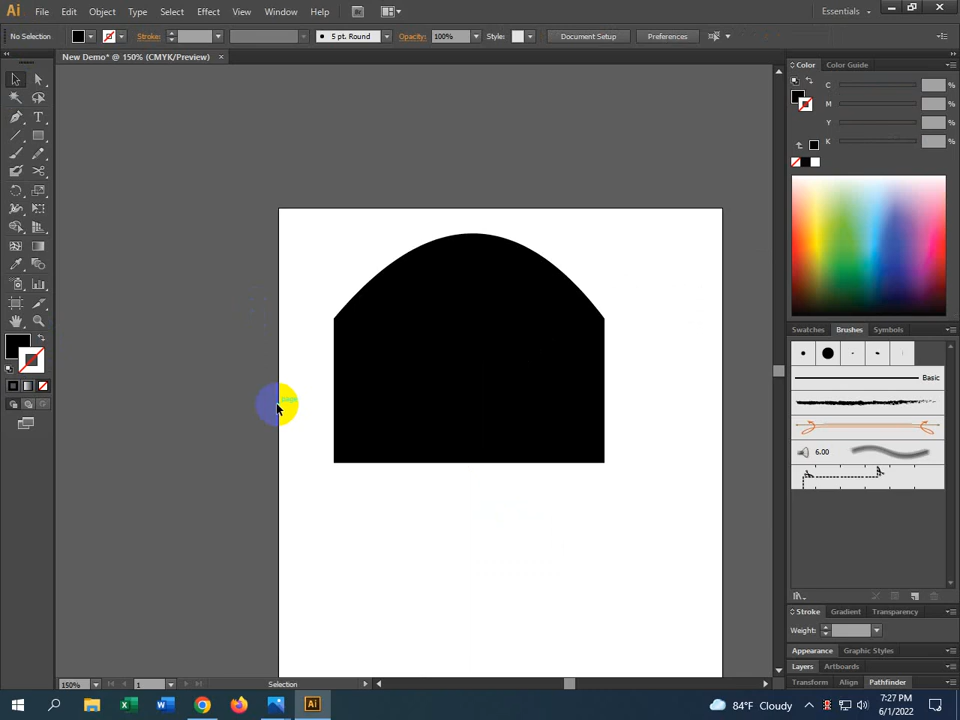 Ai File Edit Object Type Select Effect View Window Help Br Essentials
No Selection Stroke: 5 pt. Round Opacity: 100% Style: Document Setup Preferences
New Demo* @ 150% (CMYK/Preview) ×
Color Color Guide
C %
M %
Y %
K %
page
Swatches Brushes Symbols
Basic
6.00
Stroke Gradient Transparency
Weight:
Appearance Graphic Styles
Layers Artboards
Transform Align Pathfinder
150% 1 Selection
84°F Cloudy
7:27 PM
6/1/2022